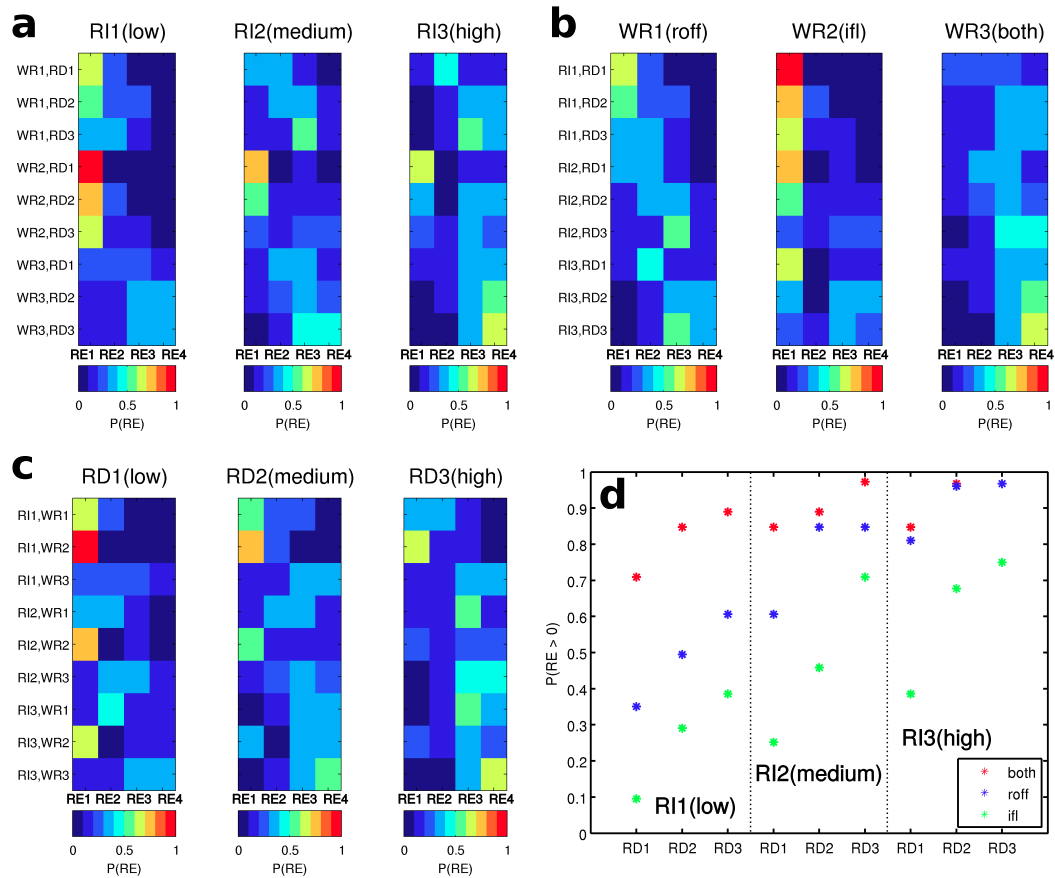 a
RI1(low) RI2(medium) RI3(high)
WR1,RD1
WR1,RD2
WR1,RD3
WR2,RD1
WR2,RD2
WR2,RD3
WR3,RD1
WR3,RD2
WR3,RD3
RE1 RE2 RE3 RE4 RE1 RE2 RE3 RE4 RE1 RE2 RE3 RE4
0 0.5 1 0 0.5 1 0 0.5 1
P(RE) P(RE) P(RE)
b
WR1(roff) WR2(ifl) WR3(both)
RI1,RD1
RI1,RD2
RI1,RD3
RI2,RD1
RI2,RD2
RI2,RD3
RI3,RD1
RI3,RD2
RI3,RD3
RE1 RE2 RE3 RE4 RE1 RE2 RE3 RE4 RE1 RE2 RE3 RE4
0 0.5 1 0 0.5 1 0 0.5 1
P(RE) P(RE) P(RE)
c
RD1(low) RD2(medium) RD3(high)
RI1,WR1
RI1,WR2
RI1,WR3
RI2,WR1
RI2,WR2
RI2,WR3
RI3,WR1
RI3,WR2
RI3,WR3
RE1 RE2 RE3 RE4 RE1 RE2 RE3 RE4 RE1 RE2 RE3 RE4
0 0.5 1 0 0.5 1 0 0.5 1
P(RE) P(RE) P(RE)
d
P(RE > 0)
1
0.9
0.8
0.7
0.6
0.5
0.4
0.3
0.2
0.1
0
RI1(low)
RI2(medium)
RI3(high)
both
roff
ifl
RD1 RD2 RD3 RD1 RD2 RD3 RD1 RD2 RD3